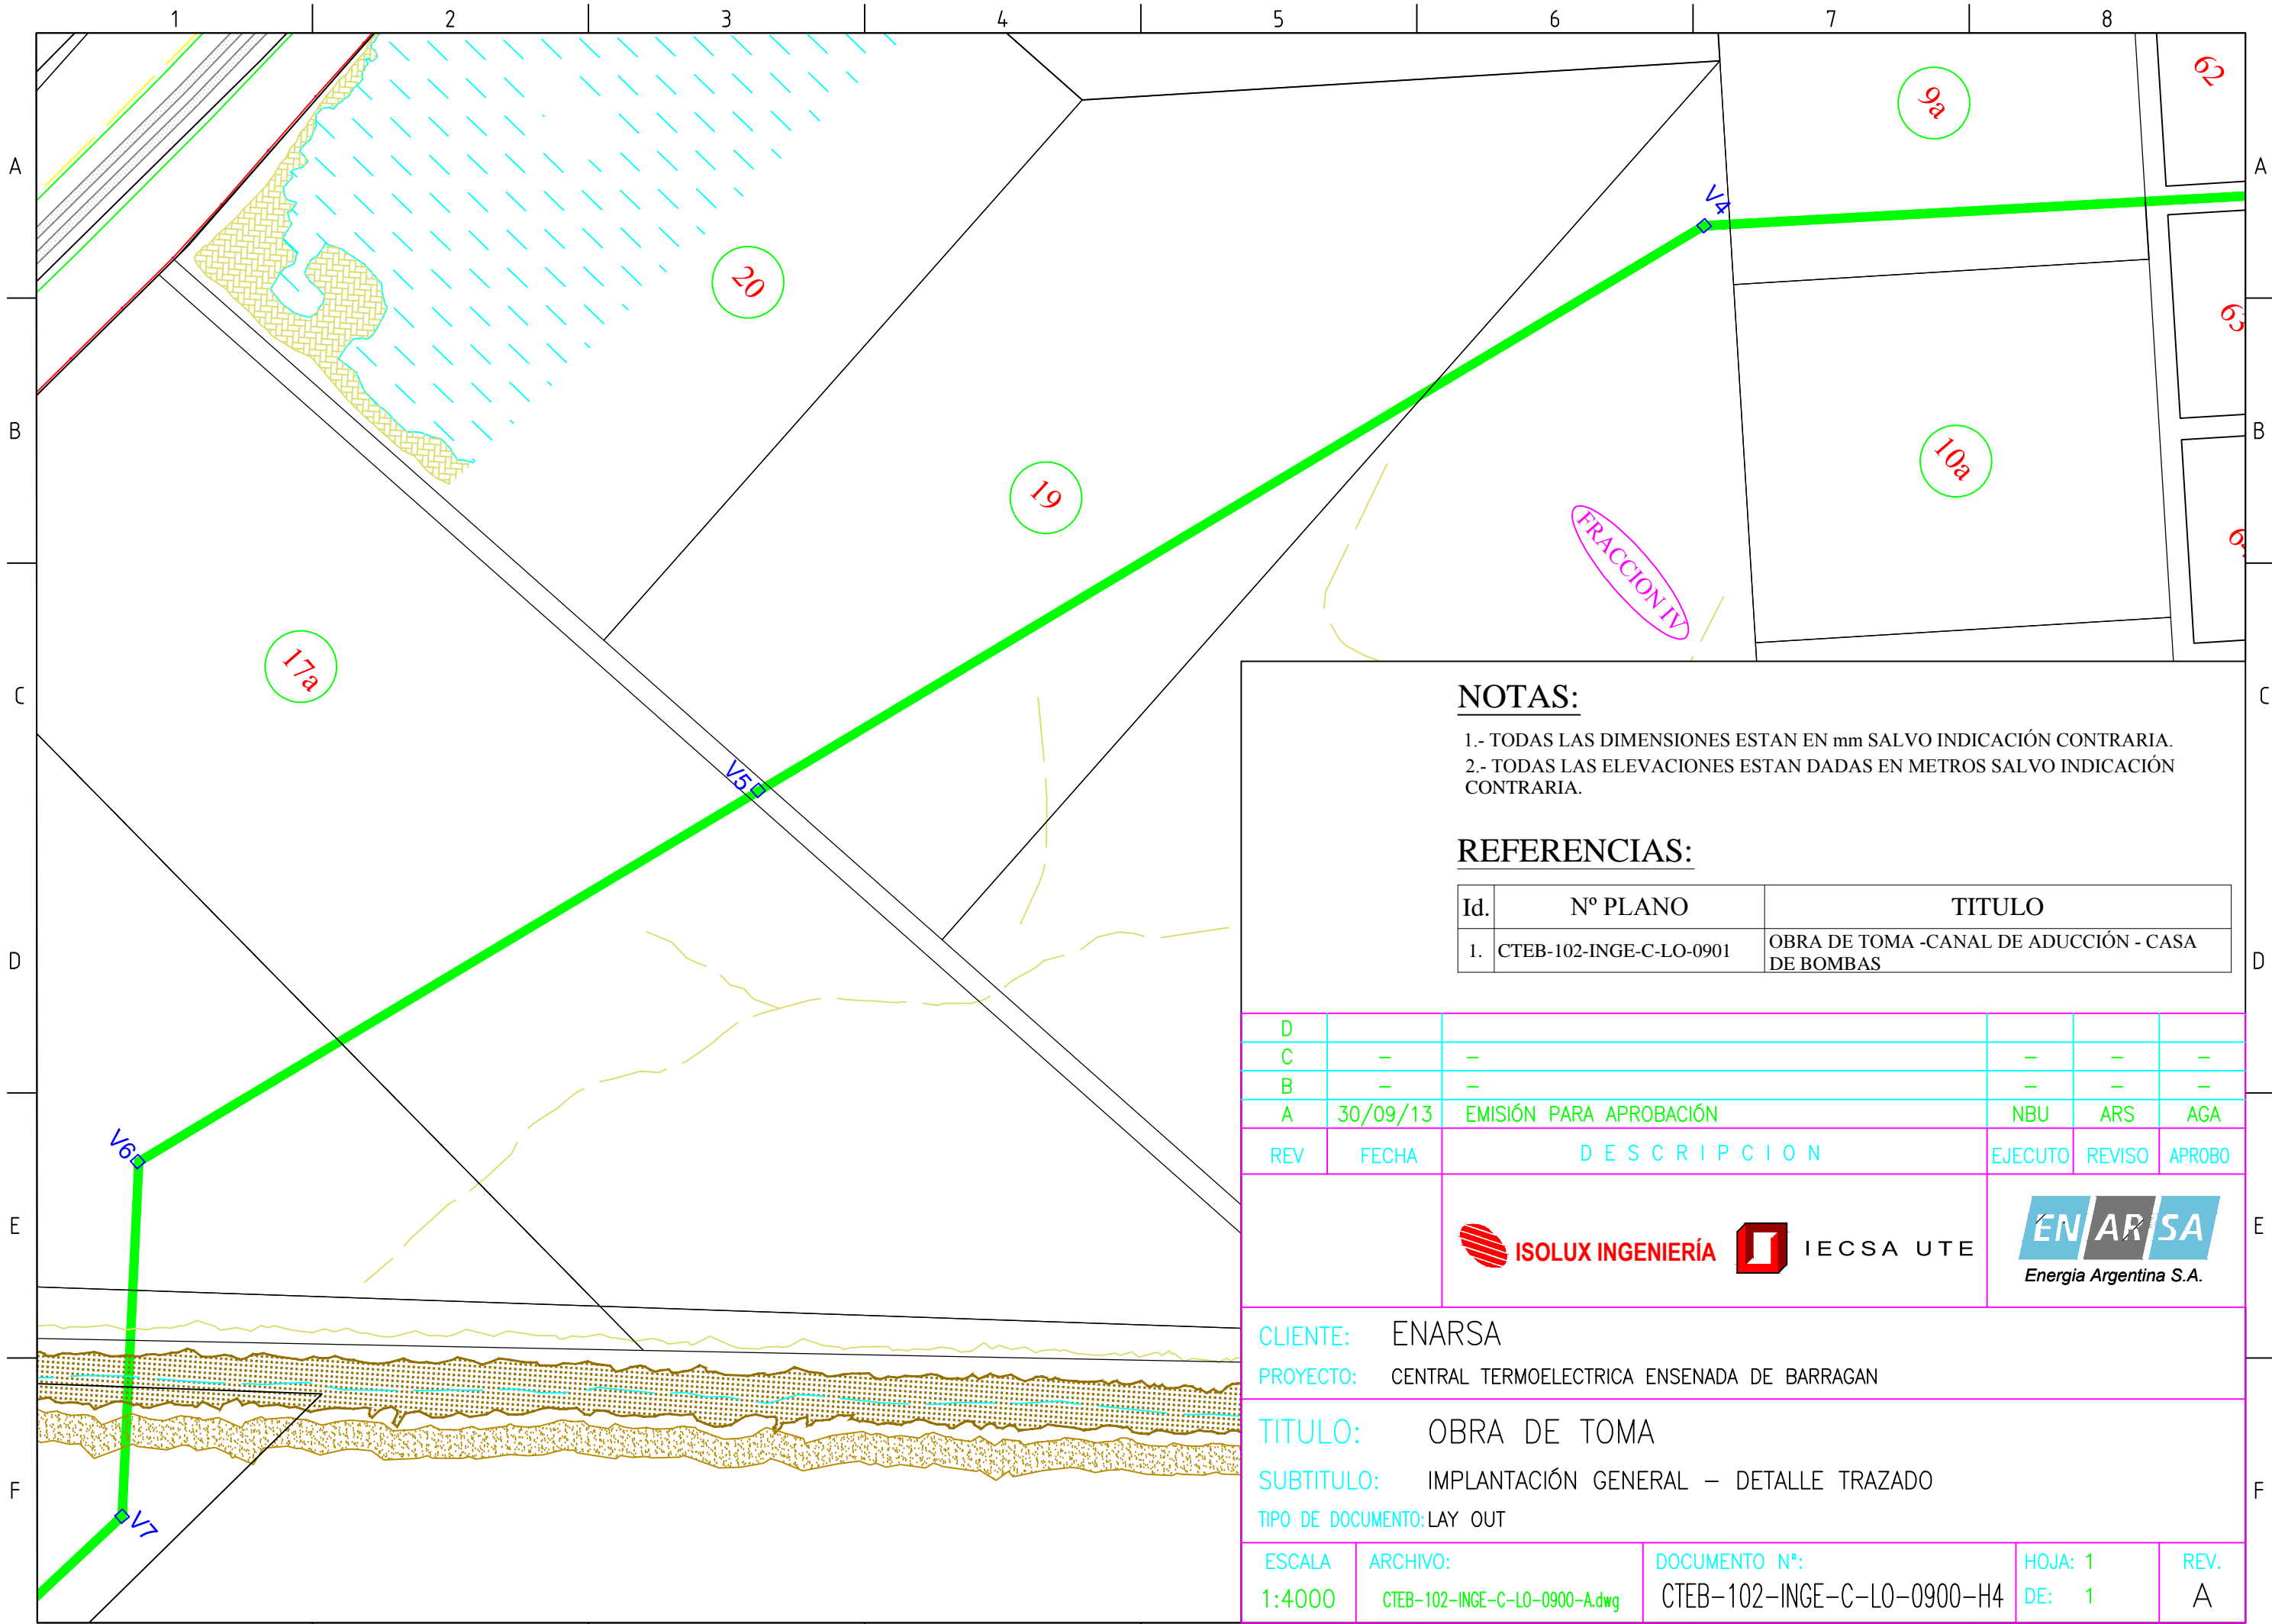 1 2 3 4 5 6 7 8
A A
B B
C C
D D
E E
F F
62
9a
V4
20
63
10a
19
FRACCION IV
17a
V5
V6
V7
NOTAS:
1.- TODAS LAS DIMENSIONES ESTAN EN mm SALVO INDICACIÓN CONTRARIA.
2.- TODAS LAS ELEVACIONES ESTAN DADAS EN METROS SALVO INDICACIÓN
CONTRARIA.
REFERENCIAS:
Id. Nº PLANO TITULO
1. CTEB-102-INGE-C-LO-0901 OBRA DE TOMA -CANAL DE ADUCCIÓN - CASA
DE BOMBAS
D
C - - - - -
B - - - - -
A 30/09/13 EMISIÓN PARA APROBACIÓN NBU ARS AGA
REV FECHA DESCRIPCION EJECUTO REVISO APROBO
ISOLUX INGENIERÍA IECSA UTE
ENARSA
Energia Argentina S.A.
CLIENTE: ENARSA
PROYECTO: CENTRAL TERMOELECTRICA ENSENADA DE BARRAGAN
TITULO: OBRA DE TOMA
SUBTITULO: IMPLANTACIÓN GENERAL – DETALLE TRAZADO
TIPO DE DOCUMENTO: LAY OUT
ESCALA ARCHIVO: DOCUMENTO Nº: HOJA: 1 REV.
1:4000 CTEB-102-INGE-C-LO-0900-A.dwg CTEB-102-INGE-C-LO-0900-H4 DE: 1 A